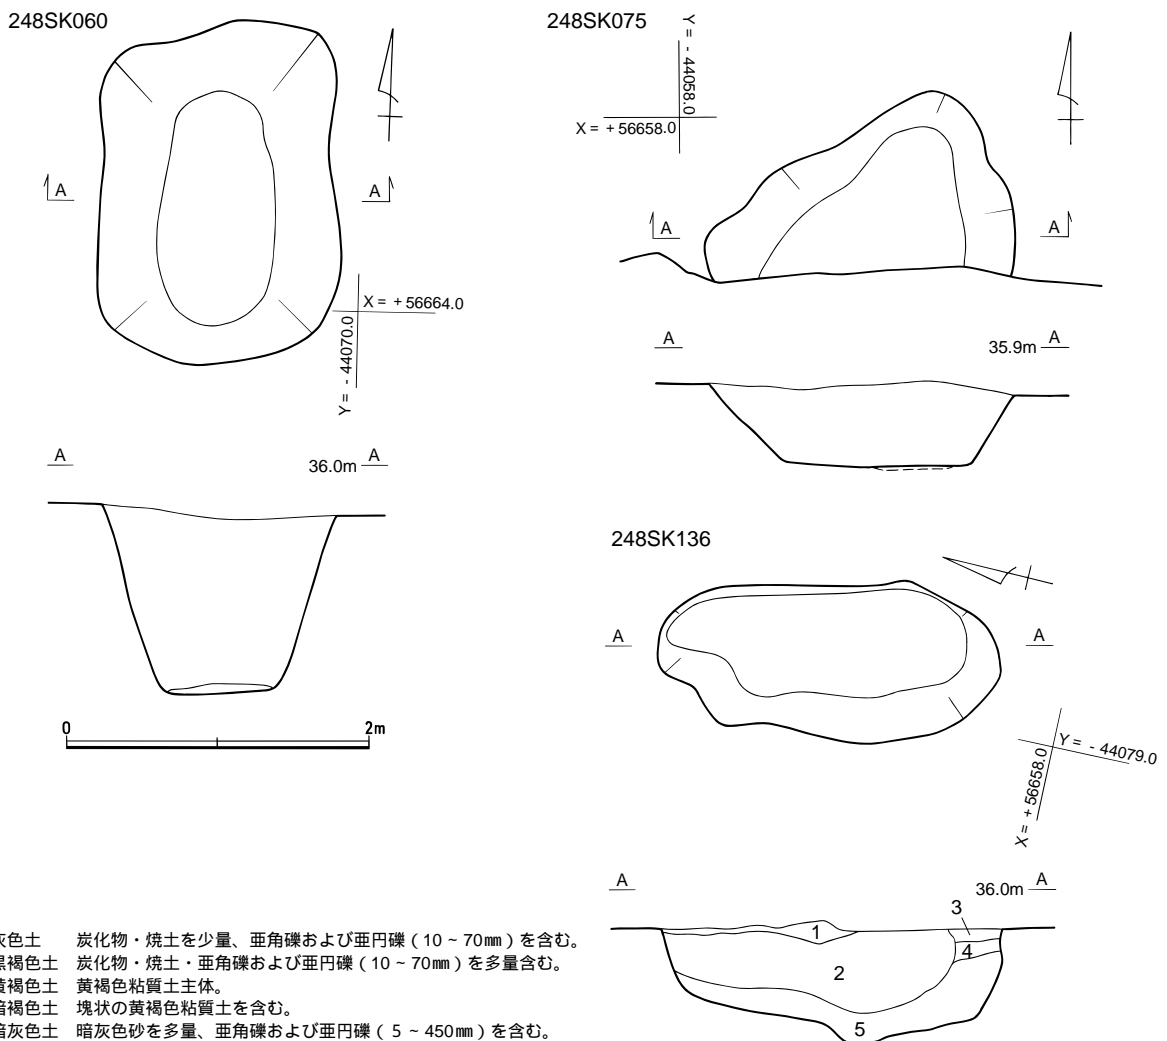 248SK060
A
A
X = + 56664.0
Y = - 44070.0
A
36.0m
A
0
2m
248SK075
Y = - 44058.0
X = + 56658.0
A
A
A
35.9m
A
248SK136
A
A
Y = - 44079.0
X = + 56658.0
A
36.0m
A
1
2
3
4
5
灰色土 炭化物・焼土を少量、亜角礫および亜円礫(10~70㎜)を含む。
黒褐色土 炭化物・焼土・亜角礫および亜円礫(10~70㎜)を多量含む。
黄褐色土 黄褐色粘質土主体。
暗褐色土 塊状の黄褐色粘質土を含む。
暗灰色土 暗灰色砂を多量、亜角礫および亜円礫(5~450㎜)を含む。